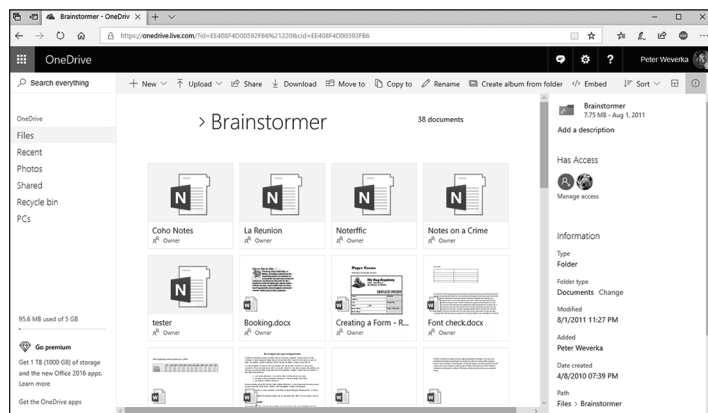 Brainstormer - OneDriv
https://onedrive.live.com/?id=EE408F4D00592FB6%21220&cid=EE408F4D00592FB6
OneDrive
Peter Weverka
Search everything
New
Upload
Share
Download
Move to
Copy to
Rename
Create album from folder
Embed
Sort
OneDrive
Files
Recent
Photos
Shared
Recycle bin
PCs
95.6 MB used of 5 GB
Go premium
Get 1 TB (1000 GB) of storage
and the new Office 2016 apps.
Learn more
Get the OneDrive apps
> Brainstormer
38 documents
Coho Notes
Owner
La Reunion
Owner
Noterffic
Owner
Notes on a Crime
Owner
tester
Owner
Booking.docx
Owner
Paper Forms
SERVICE ORDER
Creating a Form - R...
Owner
Font check.docx
Owner
Brainstormer
7.75 MB - Aug 1, 2011
Add a description
Has Access
Manage access
Information
Type
Folder
Folder type
Documents Change
Modified
8/1/2011 11:27 PM
Added
Peter Weverka
Date created
4/8/2010 07:39 PM
Path
Files > Brainstormer